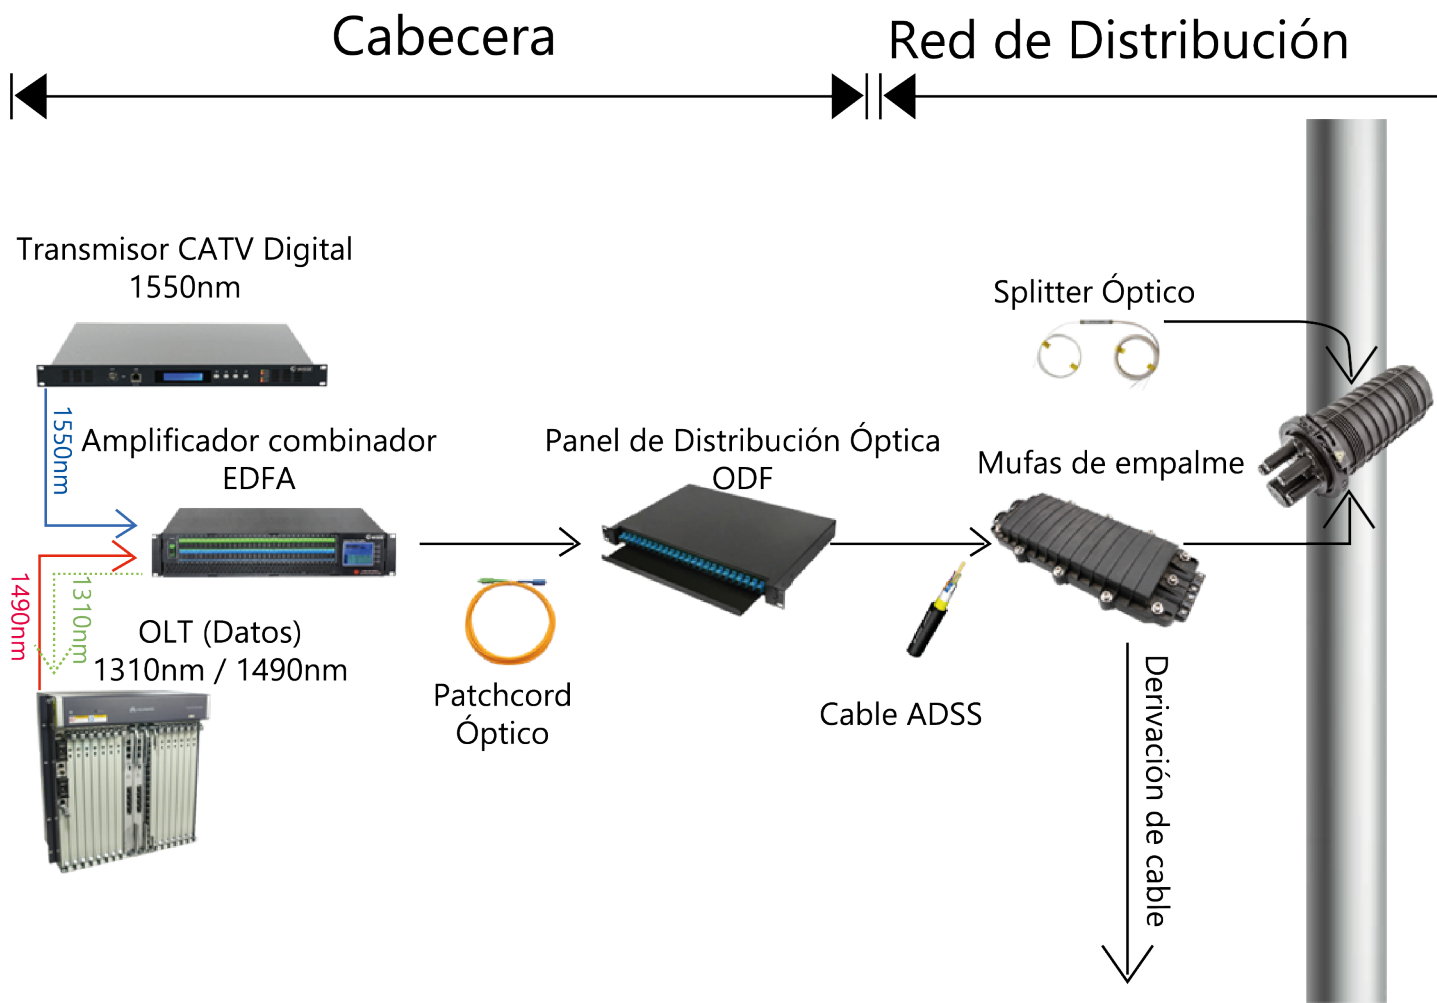 Cabecera
Red de Distribución
Transmisor CATV Digital
1550nm
Splitter Óptico
1550nm
Amplificador combinador
EDFA
Panel de Distribución Óptica
ODF
Mufas de empalme
1490nm
1310nm
OLT (Datos)
1310nm / 1490nm
Patchcord
Óptico
Cable ADSS
Derivación de cable